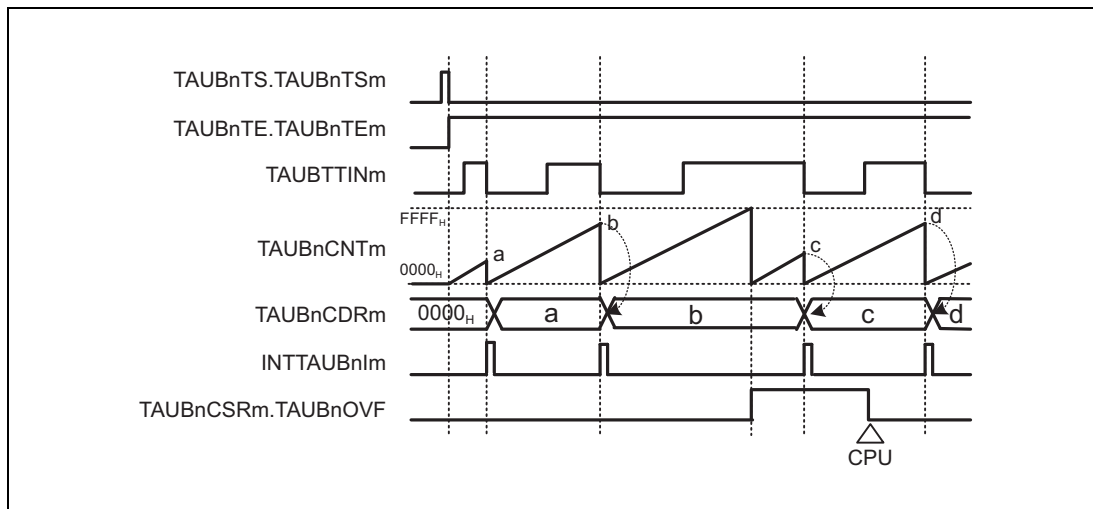 TAUBnTS.TAUBnTSm
TAUBnTE.TAUBnTEm
TAUBTTINm
FFFFH
TAUBnCNTm
0000H
a
b
c
d
TAUBnCDRm
0000H
a
b
c
d
INTTAUBnIm
TAUBnCSRm.TAUBnOVF
CPU